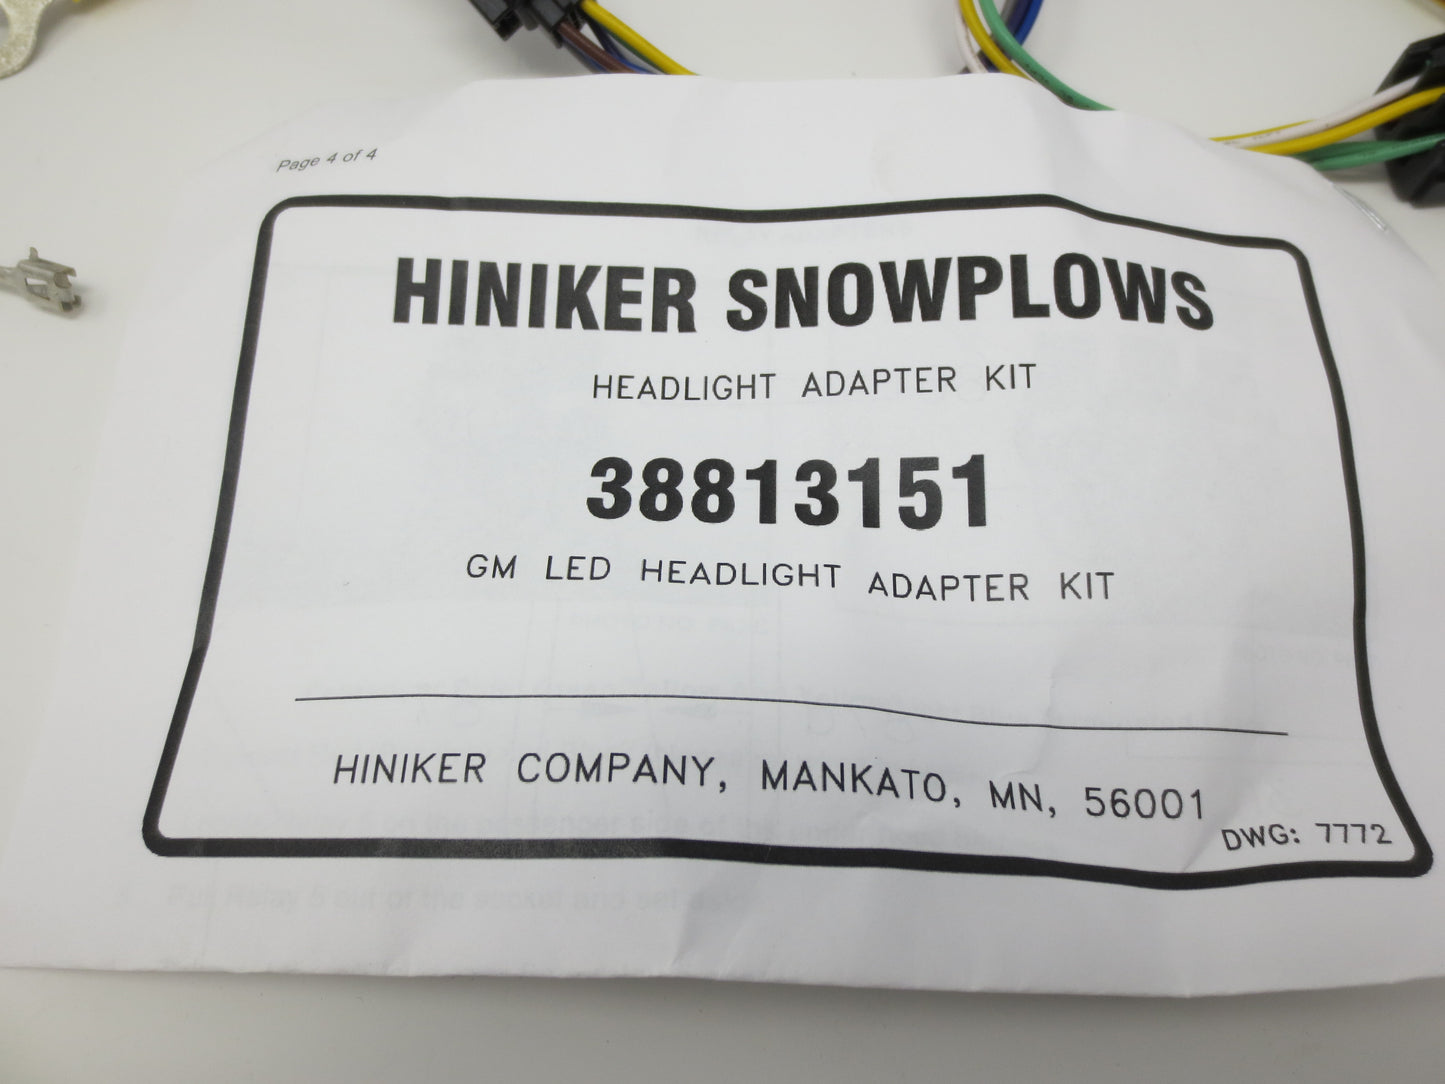 Page 4 of 4
HINIKER SNOWPLOWS
HEADLIGHT ADAPTER KIT
38813151
GM LED HEADLIGHT ADAPTER KIT
HINIKER COMPANY, MANKATO, MN, 56001
DWG: 7772